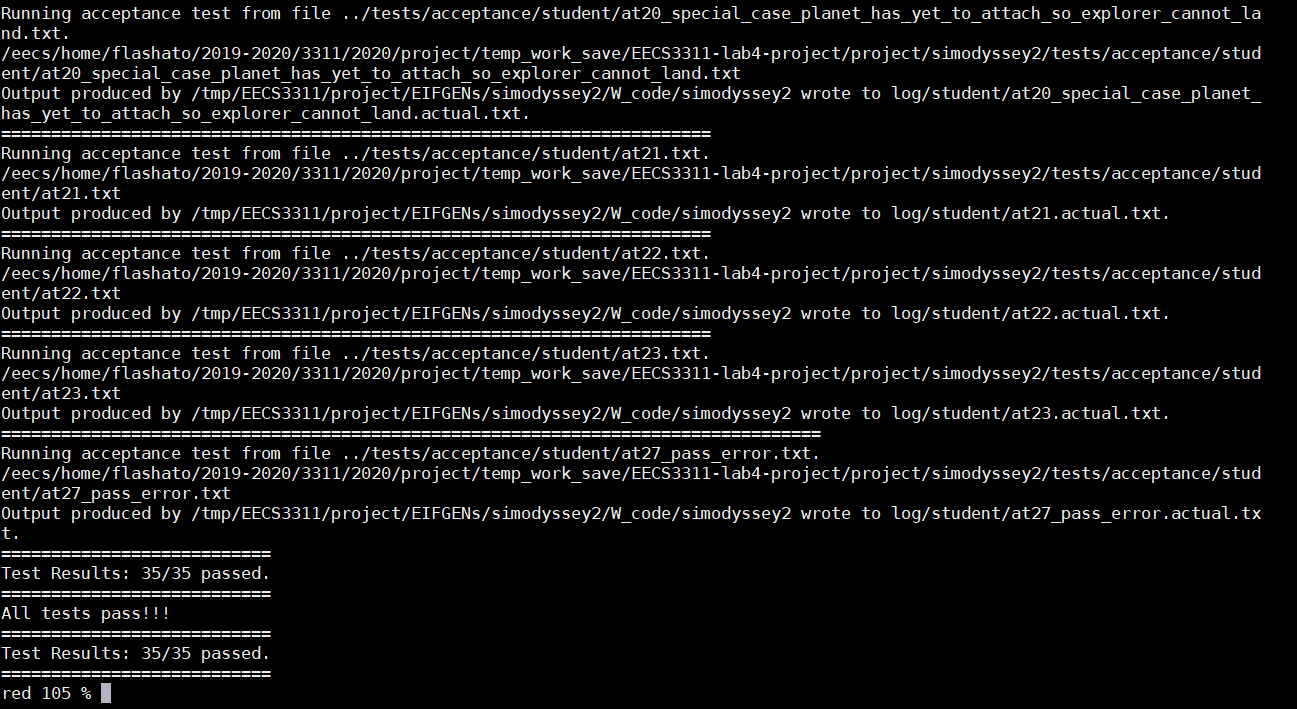 Running acceptance test from file ../tests/acceptance/student/at20_special_case_planet_has_yet_to_attach_so_explorer_cannot_la
nd.txt.
/eecs/home/flashato/2019-2020/3311/2020/project/temp_work_save/EECS3311-lab4-project/project/simodyssey2/tests/acceptance/stud
ent/at20_special_case_planet_has_yet_to_attach_so_explorer_cannot_land.txt
Output produced by /tmp/EECS3311/project/EIFGENs/simodyssey2/W_code/simodyssey2 wrote to log/student/at20_special_case_planet_
has_yet_to_attach_so_explorer_cannot_land.actual.txt.
=======================================================================
Running acceptance test from file ../tests/acceptance/student/at21.txt.
/eecs/home/flashato/2019-2020/3311/2020/project/temp_work_save/EECS3311-lab4-project/project/simodyssey2/tests/acceptance/stud
ent/at21.txt
Output produced by /tmp/EECS3311/project/EIFGENs/simodyssey2/W_code/simodyssey2 wrote to log/student/at21.actual.txt.
=======================================================================
Running acceptance test from file ../tests/acceptance/student/at22.txt.
/eecs/home/flashato/2019-2020/3311/2020/project/temp_work_save/EECS3311-lab4-project/project/simodyssey2/tests/acceptance/stud
ent/at22.txt
Output produced by /tmp/EECS3311/project/EIFGENs/simodyssey2/W_code/simodyssey2 wrote to log/student/at22.actual.txt.
=======================================================================
Running acceptance test from file ../tests/acceptance/student/at23.txt.
/eecs/home/flashato/2019-2020/3311/2020/project/temp_work_save/EECS3311-lab4-project/project/simodyssey2/tests/acceptance/stud
ent/at23.txt
Output produced by /tmp/EECS3311/project/EIFGENs/simodyssey2/W_code/simodyssey2 wrote to log/student/at23.actual.txt.
==================================================================================
Running acceptance test from file ../tests/acceptance/student/at27_pass_error.txt.
/eecs/home/flashato/2019-2020/3311/2020/project/temp_work_save/EECS3311-lab4-project/project/simodyssey2/tests/acceptance/stud
ent/at27_pass_error.txt
Output produced by /tmp/EECS3311/project/EIFGENs/simodyssey2/W_code/simodyssey2 wrote to log/student/at27_pass_error.actual.tx
t.
===========================
Test Results: 35/35 passed.
===========================
All tests pass!!!
===========================
Test Results: 35/35 passed.
===========================
red 105 %